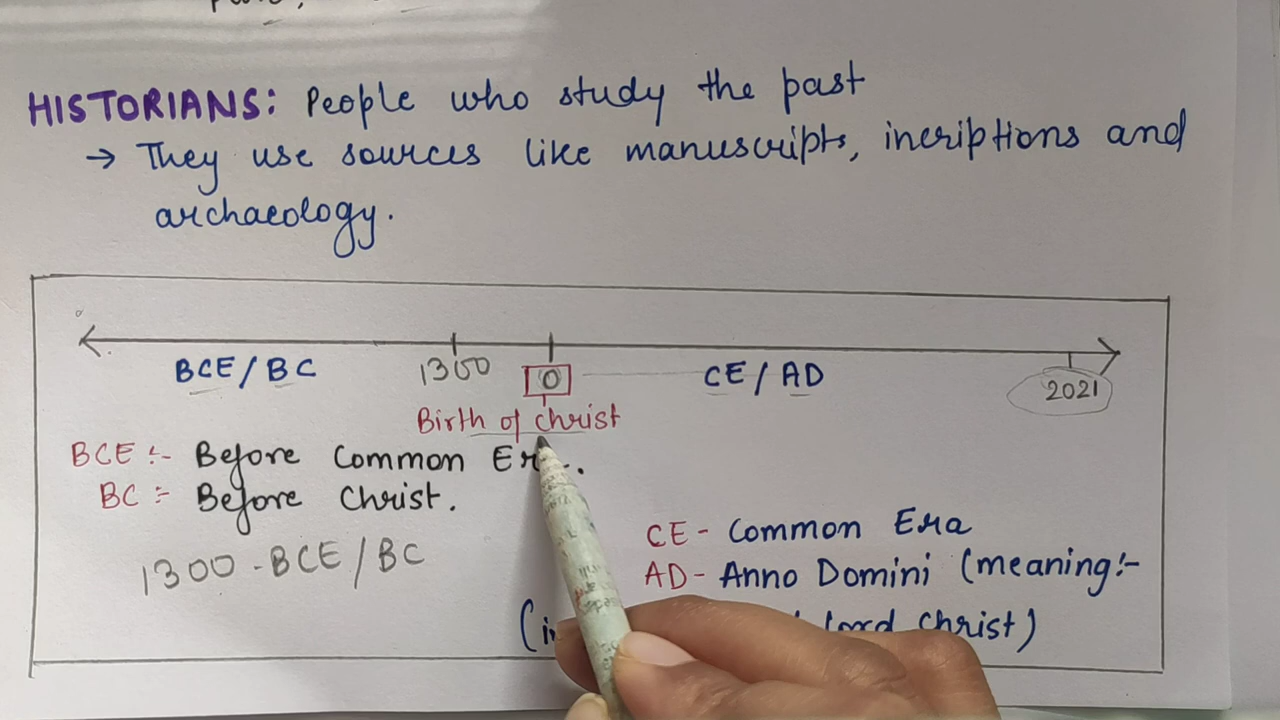 HISTORIANS: People who study the past
→ They use sources like manuscripts, incriptions and
archaeology.
BCE / BC 1300 0 CE / AD 2021
Birth of christ
BCE :- Before Common
BC :- Before Christ.
1300 - BCE / BC
CE - Common Era
AD - Anno Domini (meaning:-
lord Christ)